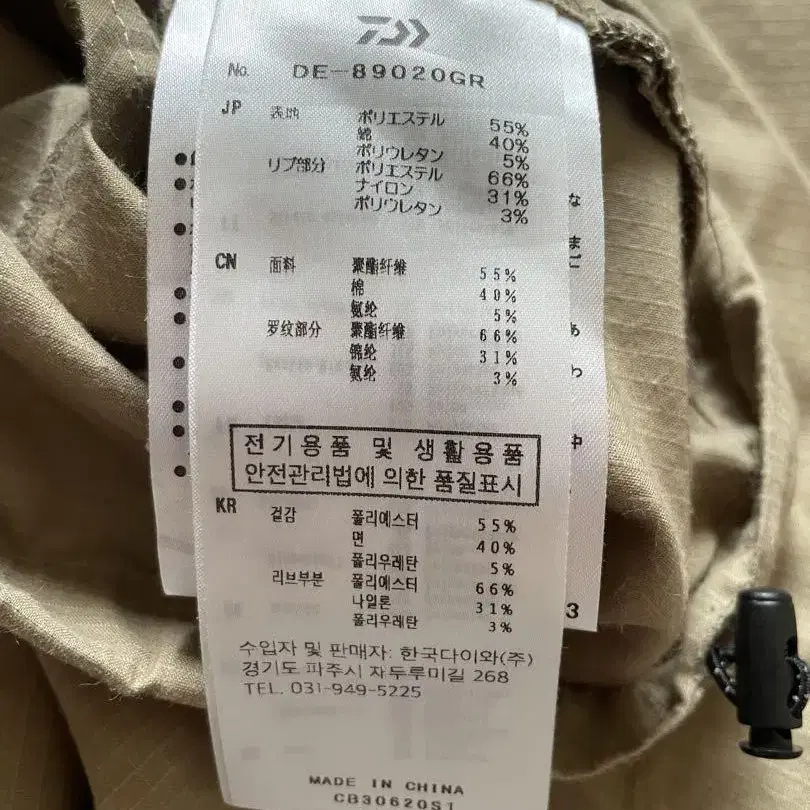 No. DE-89020GR
JP 表地 ポリエステル 55%
綿 40%
ポリウレタン 5%
リブ部分 ポリエステル 66%
ナイロン 31%
ポリウレタン 3%
CN 面料 聚酯纤维 55%
棉 40%
氨纶 5%
罗纹部分 聚酯纤维 66%
锦纶 31%
氨纶 3%
전기용품 및 생활용품
안전관리법에 의한 품질표시
KR 겉감 폴리에스터 55%
면 40%
폴리우레탄 5%
리브부분 폴리에스터 66%
나일론 31%
폴리우레탄 3%
수입자 및 판매자: 한국다이와(주)
경기도 파주시 자두루미길 268
TEL. 031-949-5225
MADE IN CHINA
CB30620S1
な
まご
あ
わ
中
3